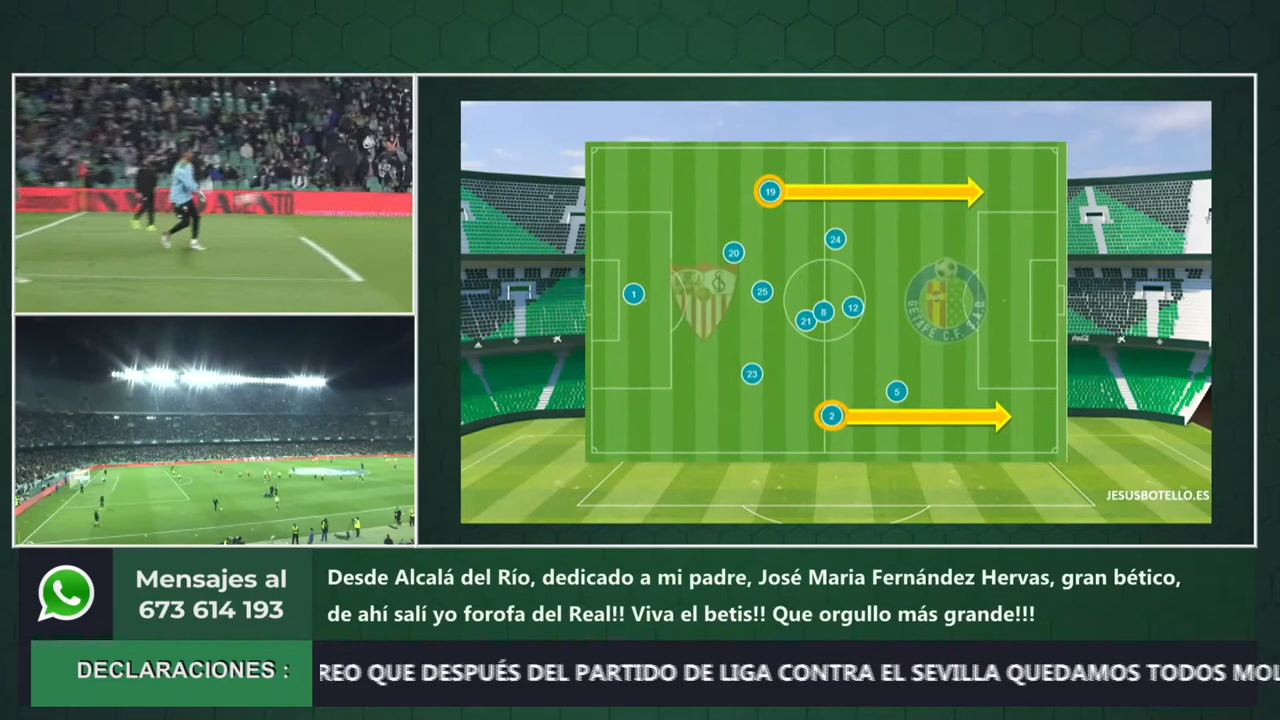 19
20
24
1
25
21
8
12
23
5
2
GETAFE C.F. S.A.D.
JESUSBOTELLO.ES
Mensajes al
673 614 193
Desde Alcalá del Río, dedicado a mi padre, José Maria Fernández Hervas, gran bético,
de ahí salí yo forofa del Real!! Viva el betis!! Que orgullo más grande!!!
DECLARACIONES :
REO QUE DESPUÉS DEL PARTIDO DE LIGA CONTRA EL SEVILLA QUEDAMOS TODOS MOL